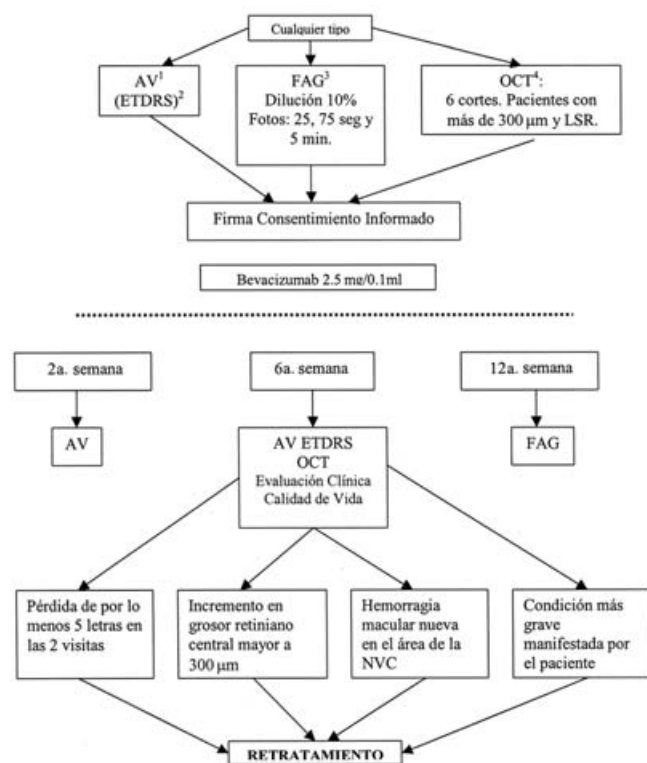 Cualquier tipo
AV¹
(ETDRS)²
FAG³
Dilución 10%
Fotos: 25, 75 seg y
5 min.
OCT⁴:
6 cortes. Pacientes con
más de 300 µm y LSR.
Firma Consentimiento Informado
Bevacizumab 2.5 mg/0.1ml
2a. semana
6a. semana
12a. semana
AV
AV ETDRS
OCT
Evaluación Clínica
Calidad de Vida
FAG
Pérdida de por lo
menos 5 letras en
las 2 visitas
Incremento en
grosor retiniano
central mayor a
300 µm
Hemorragia
macular nueva en
el área de la
NVC
Condición más
grave
manifestada por
el paciente
RETRATAMIENTO